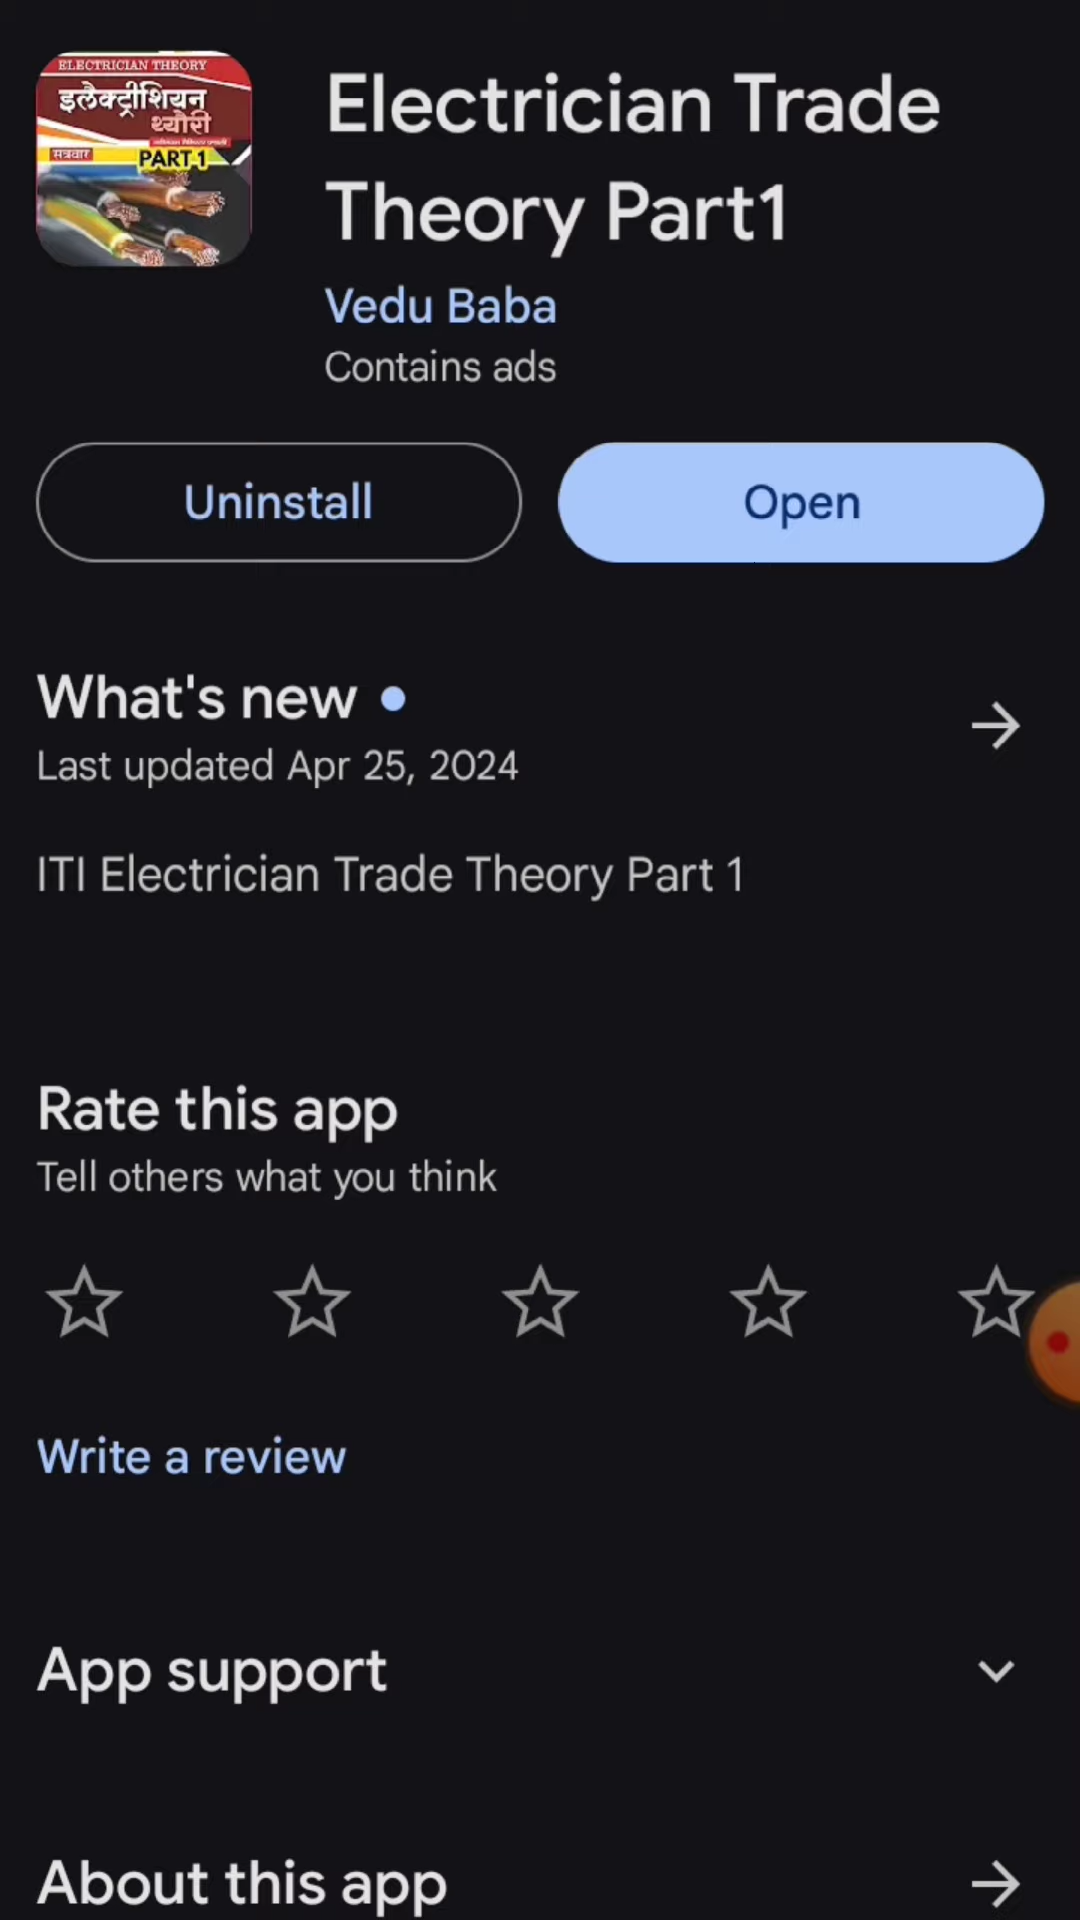 ELECTRICIAN THEORY
इलैक्ट्रीशियन
थ्यौरी
सत्रवार
PART 1
Electrician Trade
Theory Part1
Vedu Baba
Contains ads
Uninstall
Open
What's new
Last updated Apr 25, 2024
ITI Electrician Trade Theory Part 1
Rate this app
Tell others what you think
Write a review
App support
About this app